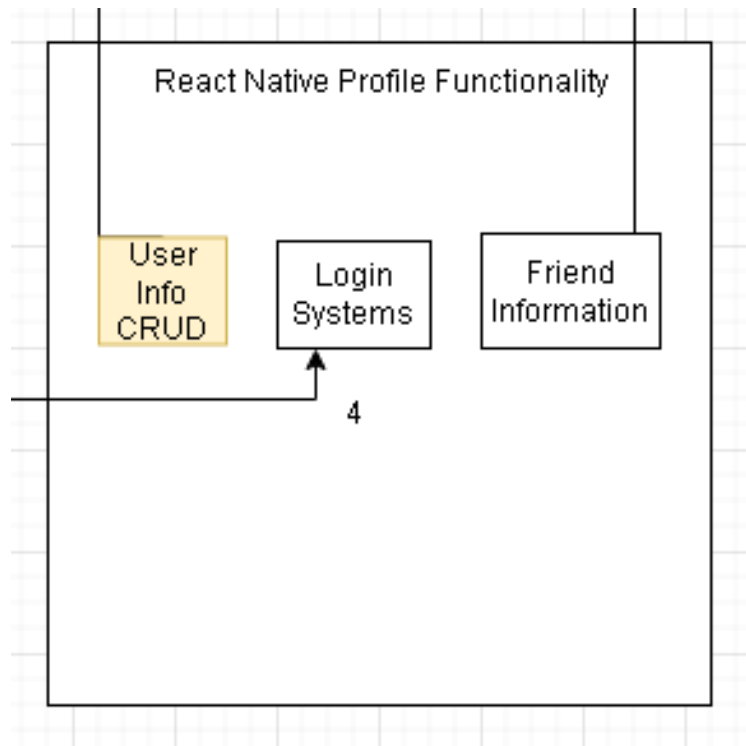 React Native Profile Functionality
User
Info
CRUD
Login
Systems
Friend
Information
4